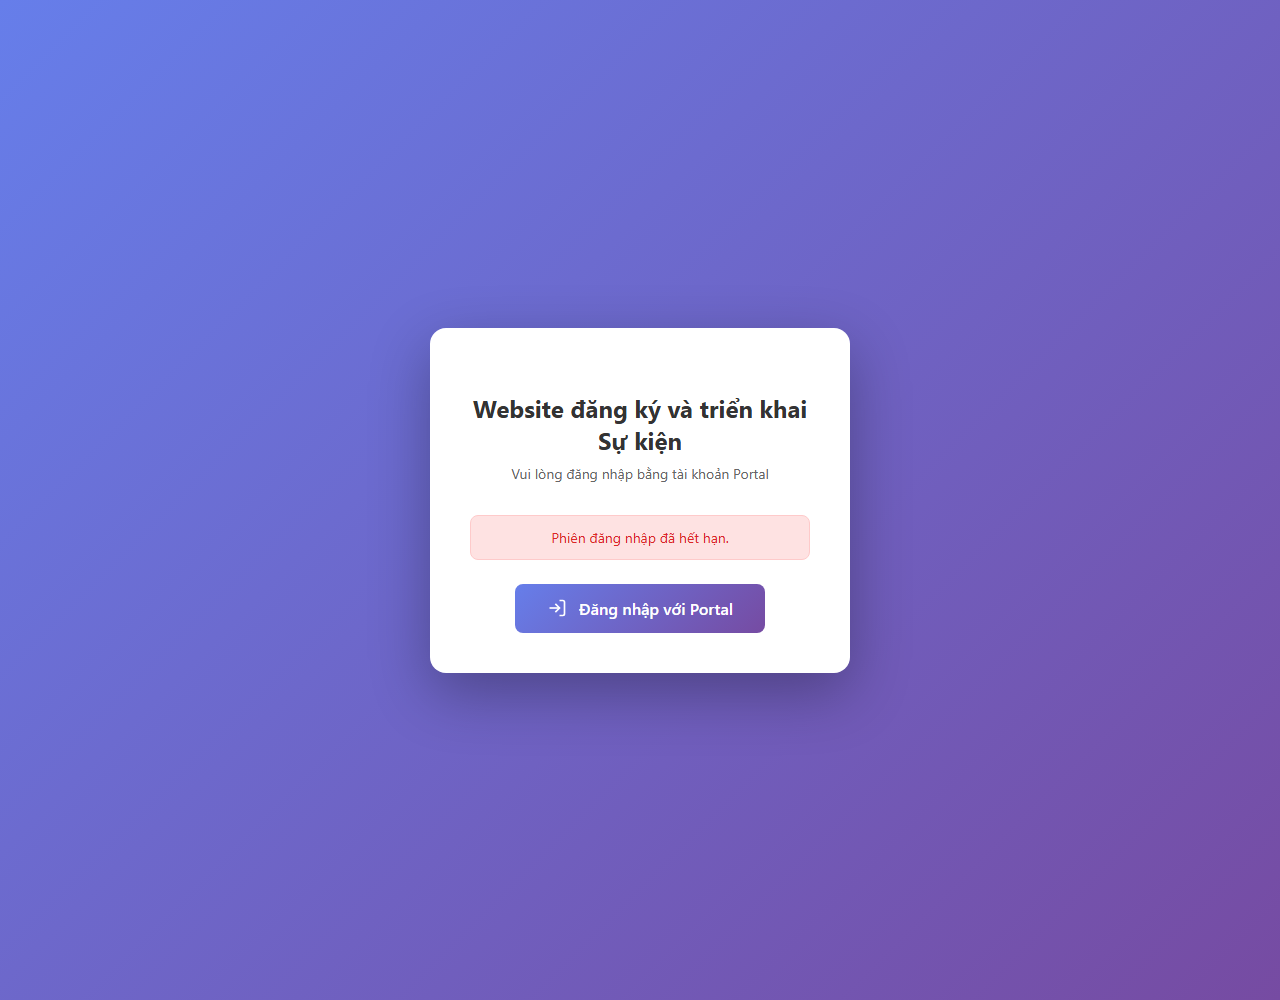 Website đăng ký và triển khai
Sự kiện
Vui lòng đăng nhập bằng tài khoản Portal
Phiên đăng nhập đã hết hạn.
Đăng nhập với Portal